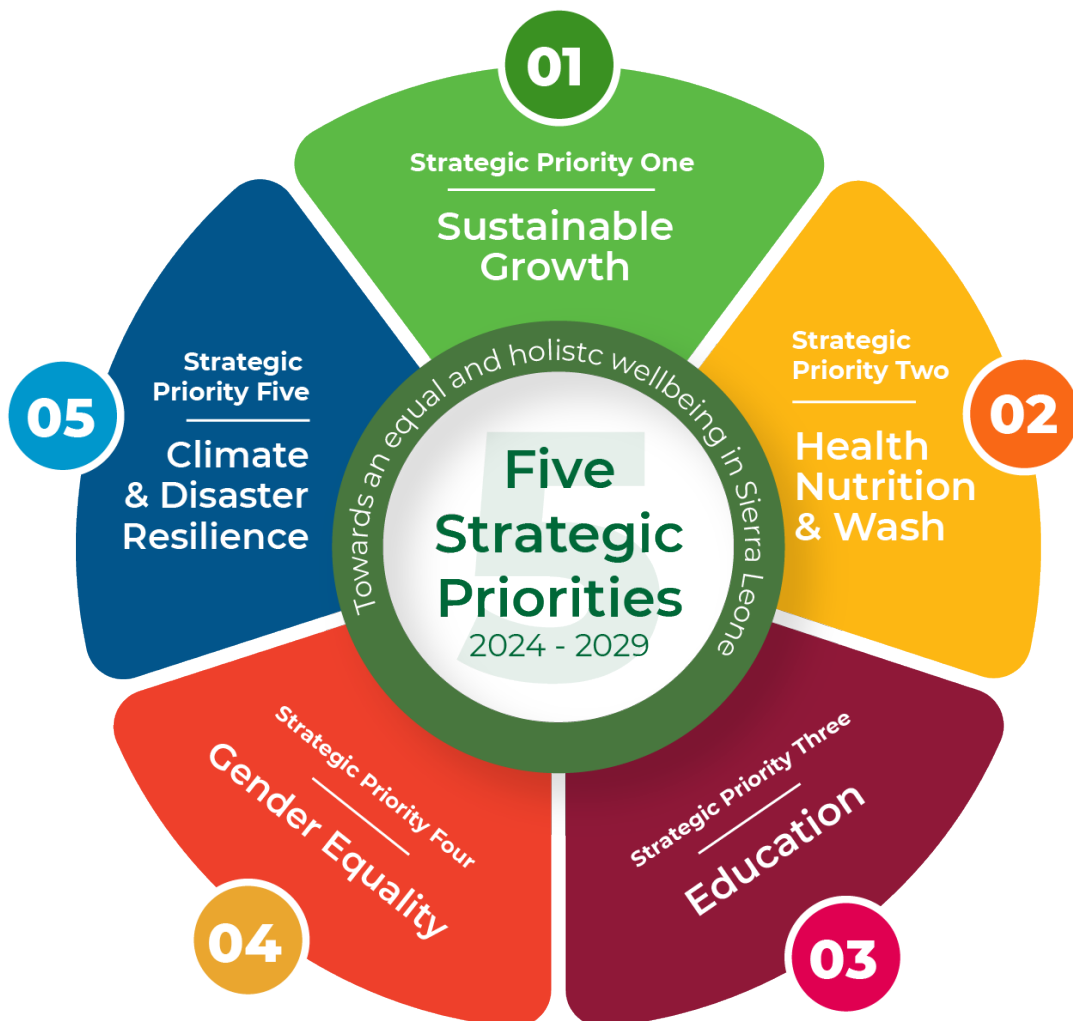 01
Strategic Priority One
Sustainable
Growth
02
Strategic
Priority Two
Health
Nutrition
& Wash
03
Strategic Priority Three
Education
04
Strategic Priority Four
Gender Equality
05
Strategic
Priority Five
Climate
& Disaster
Resilience
Towards an equal and holistc wellbeing in Sierra Leone
5
Five
Strategic
Priorities
2024 - 2029